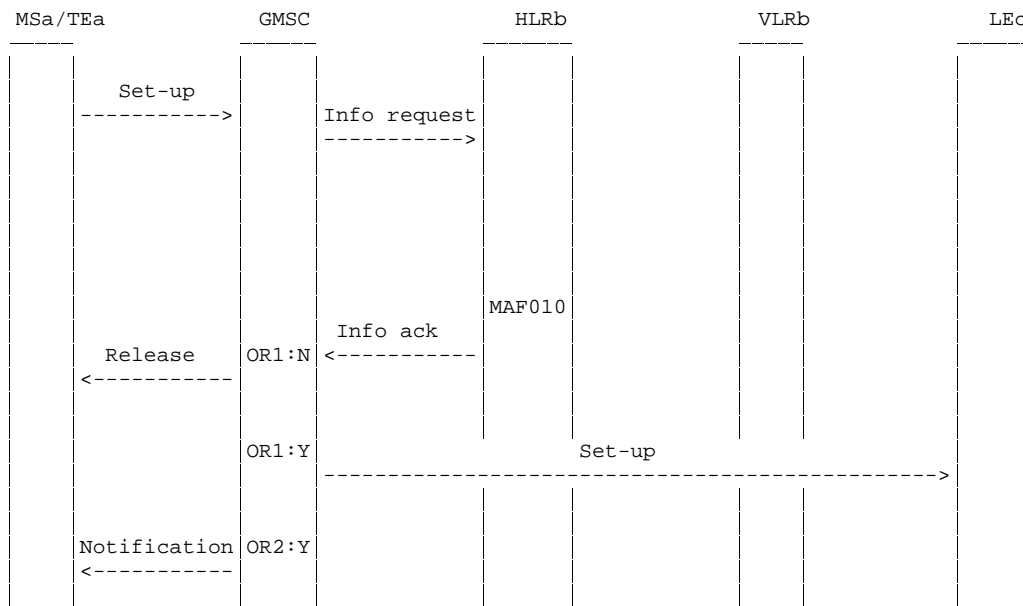 MSa/TEa GMSC HLRb VLRb LEc
Set-up
-----------> Info request
----------->
MAF010
Info ack
Release OR1:N <-----------
<-----------
OR1:Y Set-up
------------------------------------------------>
Notification OR2:Y
<-----------